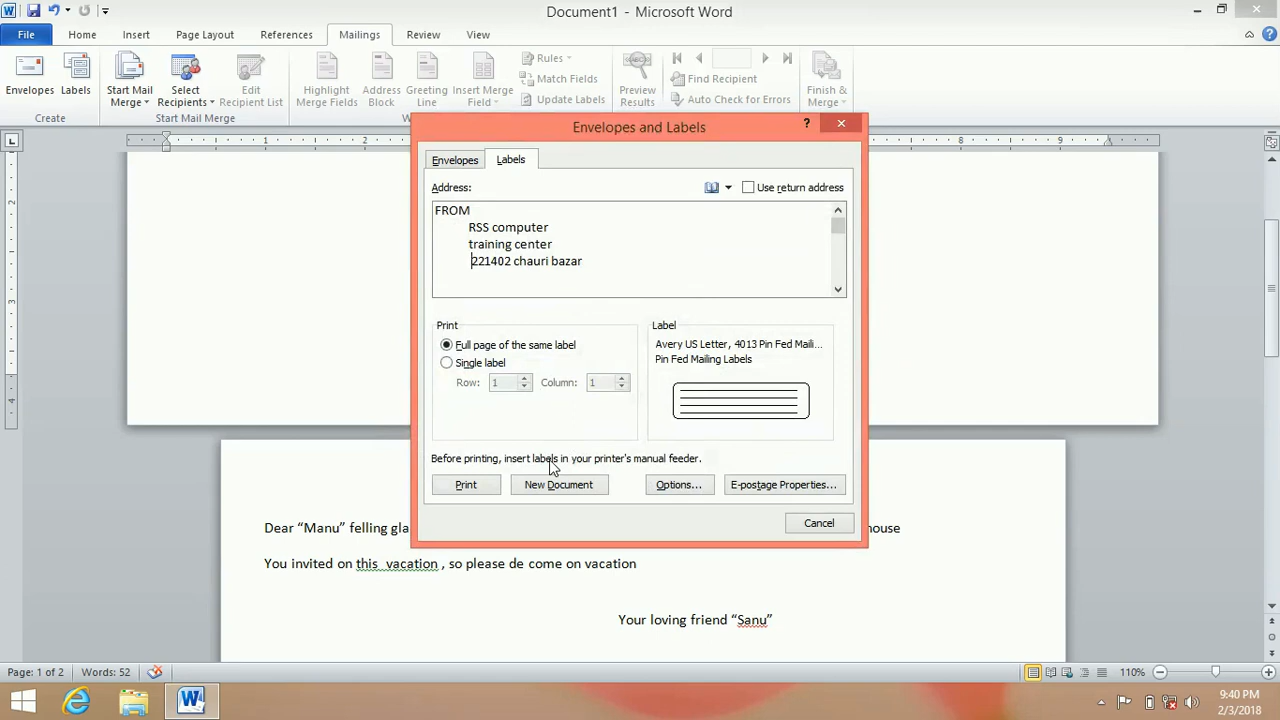 Document1 - Microsoft Word
File Home Insert Page Layout References Mailings Review View
Envelopes Labels Start Mail Merge Select Recipients Edit Recipient List Highlight Merge Fields Address Block Greeting Line Insert Merge Field Rules Match Fields Update Labels Preview Results Find Recipient Auto Check for Errors Finish & Merge
Create Start Mail Merge
Envelopes and Labels
Envelopes Labels
Address: Use return address
FROM
RSS computer
training center
221402 chauri bazar
Print Label
Full page of the same label Avery US Letter, 4013 Pin Fed Maili...
Single label Pin Fed Mailing Labels
Row: 1 Column: 1
Before printing, insert labels in your printer's manual feeder.
Print New Document Options... E-postage Properties...
Cancel
Dear “Manu” felling gla house
You invited on this vacation , so please de come on vacation
Your loving friend “Sanu”
Page: 1 of 2 Words: 52 110%
9:40 PM
2/3/2018